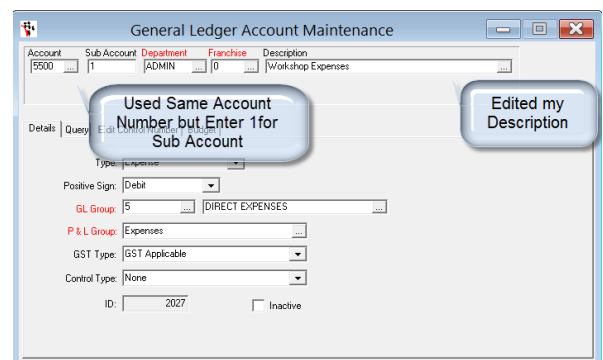 General Ledger Account Maintenance
Account Sub Account Department Franchise Description
5500 ... 1 ADMIN ... 0 ... Workshop Expenses ...
Used Same Account
Number but Enter 1for
Sub Account
Edited my
Description
Details Query Edit Control Number Budget
Type: Expense
Positive Sign: Debit
GL Group: 5 ... DIRECT EXPENSES ...
P & L Group: Expenses ...
GST Type: GST Applicable
Control Type: None
ID: 2027 Inactive